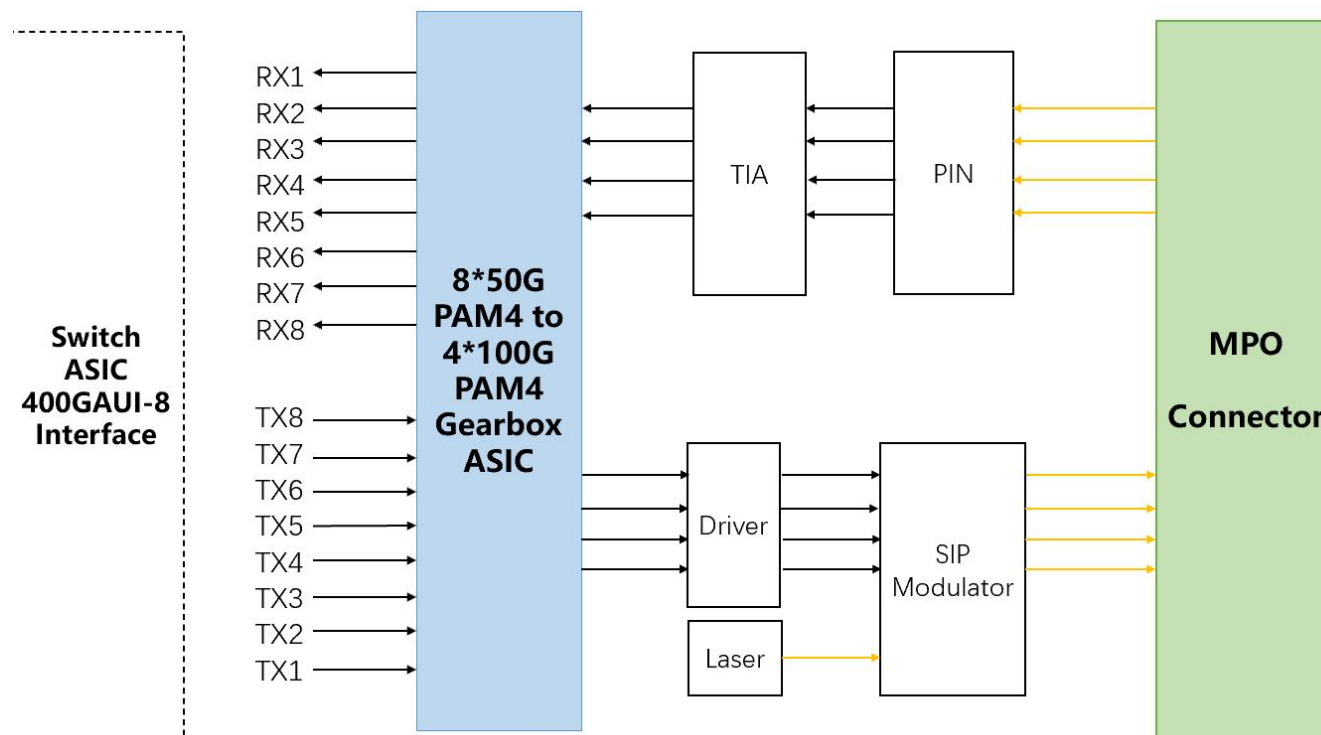 Switch
ASIC
400GAUI-8
Interface
RX1
RX2
RX3
RX4
RX5
RX6
RX7
RX8
TX8
TX7
TX6
TX5
TX4
TX3
TX2
TX1
8*50G
PAM4 to
4*100G
PAM4
Gearbox
ASIC
TIA
PIN
Driver
Laser
SIP
Modulator
MPO
Connector